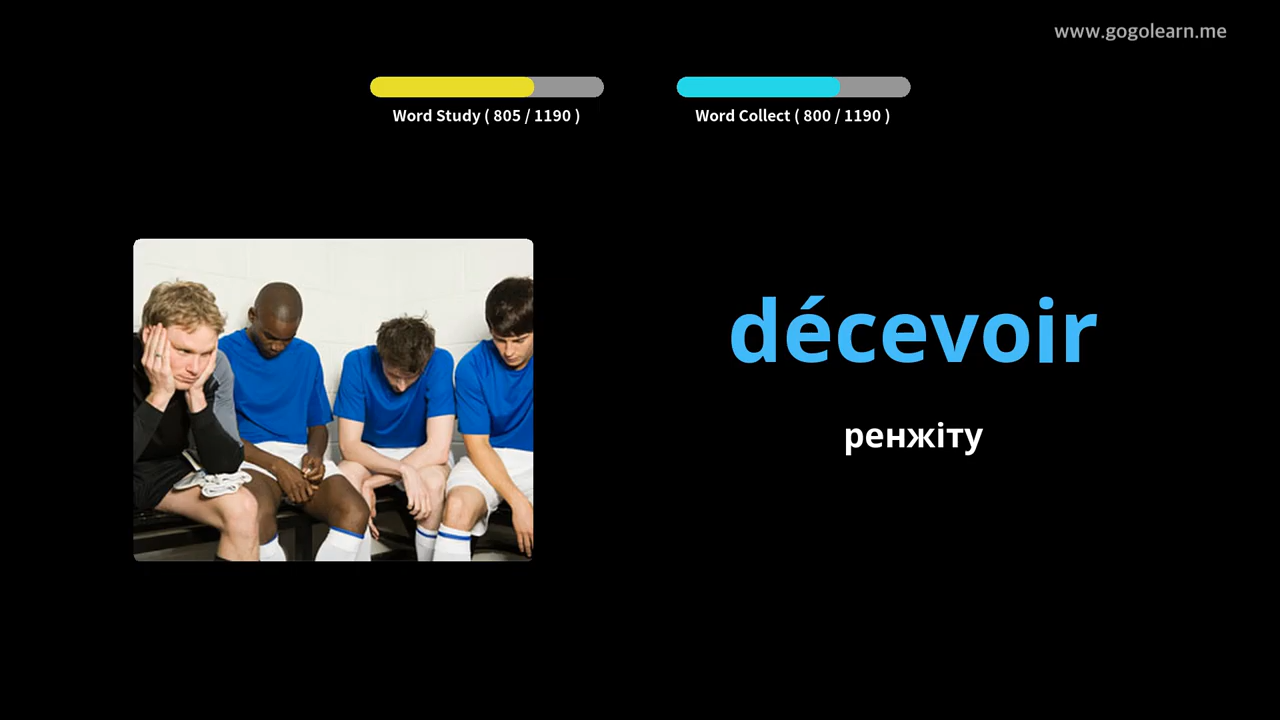 www.gogolearn.me
Word Study ( 805 / 1190 )
Word Collect ( 800 / 1190 )
décevoir
ренжіту